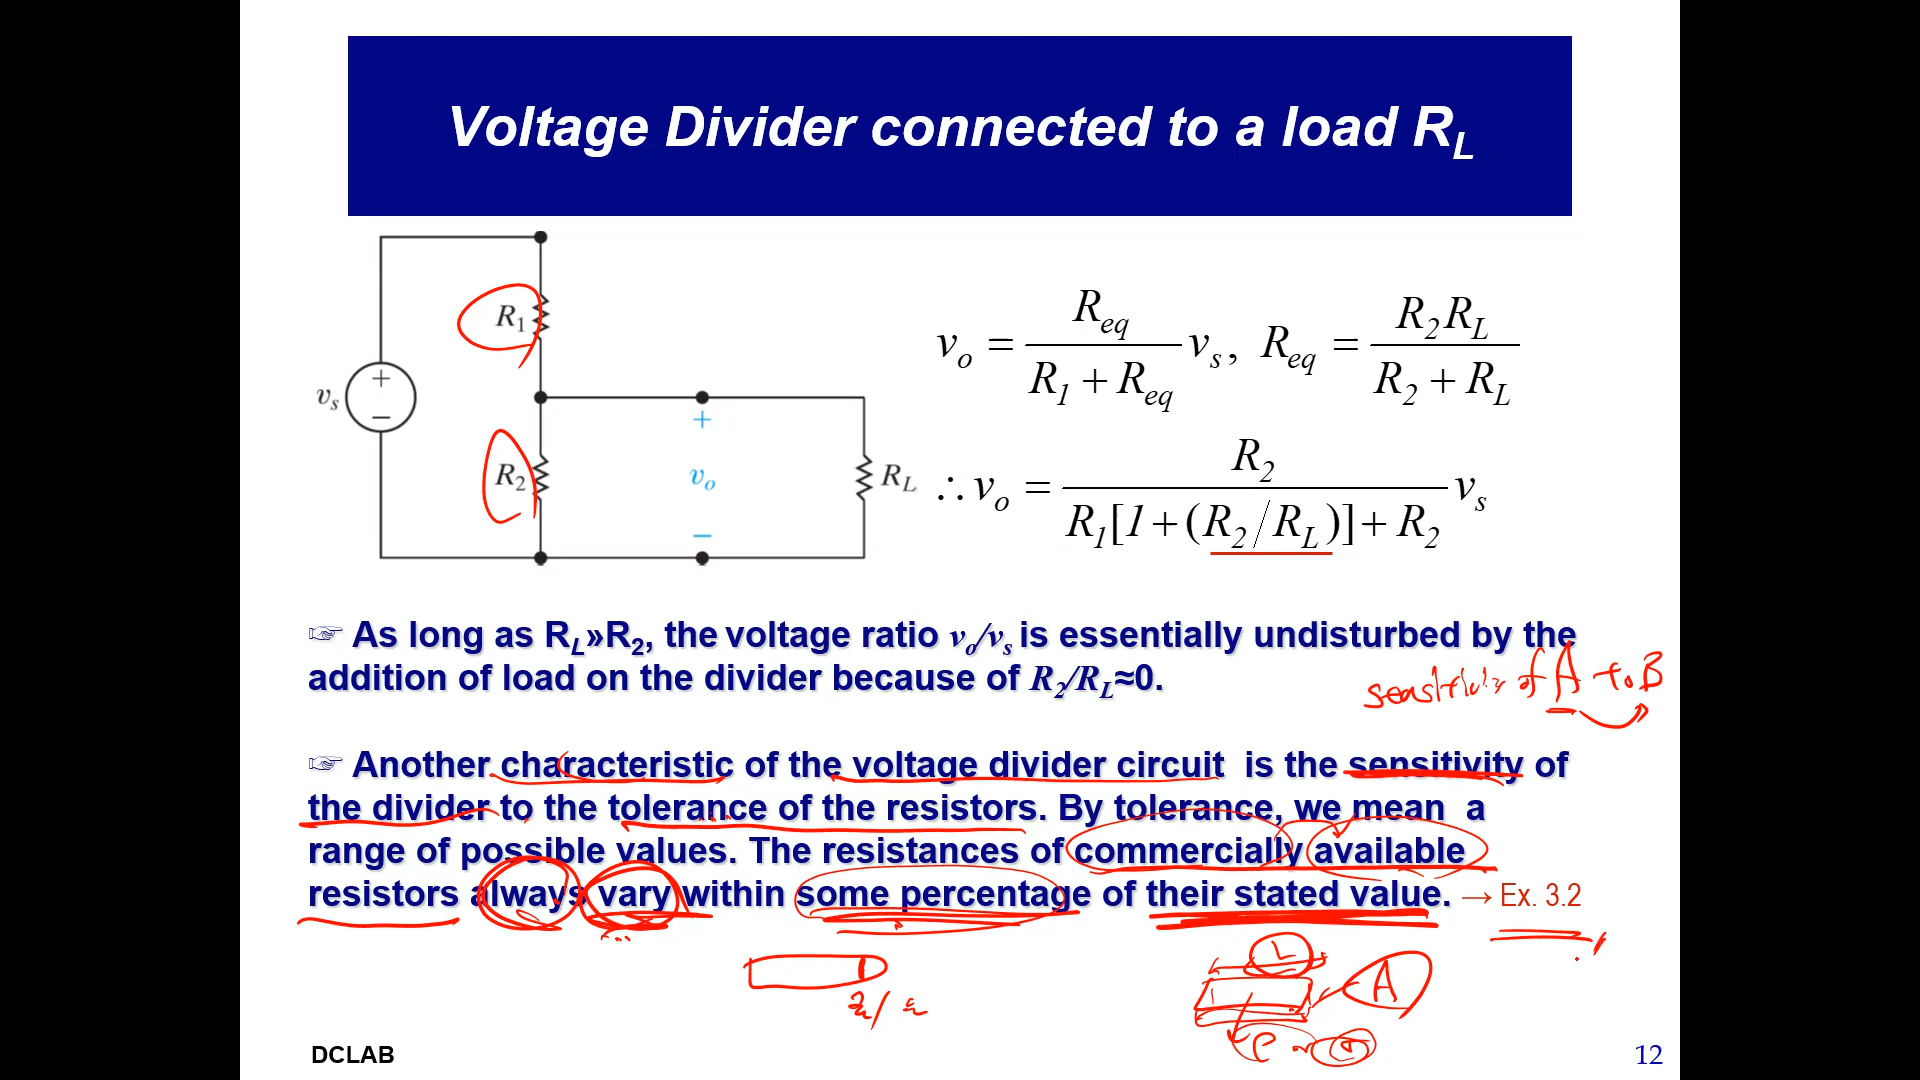 Voltage Divider connected to a load R_L
R₁
v_s
+
−
R₂
+
v_o
−
R_L
v_o = R_eq / (R_1 + R_eq) v_s, R_eq = R_2 R_L / (R_2 + R_L)
∴ v_o = R_2 / (R_1[1 + (R_2/R_L)] + R_2) v_s
☞ As long as R_L»R_2, the voltage ratio v_o/v_s is essentially undisturbed by the
addition of load on the divider because of R_2/R_L≈0.
of A to B
☞ Another characteristic of the voltage divider circuit is the sensitivity of
the divider to the tolerance of the resistors. By tolerance, we mean a
range of possible values. The resistances of commercially available
resistors always vary within some percentage of their stated value. → Ex. 3.2
L
A
DCLAB
12